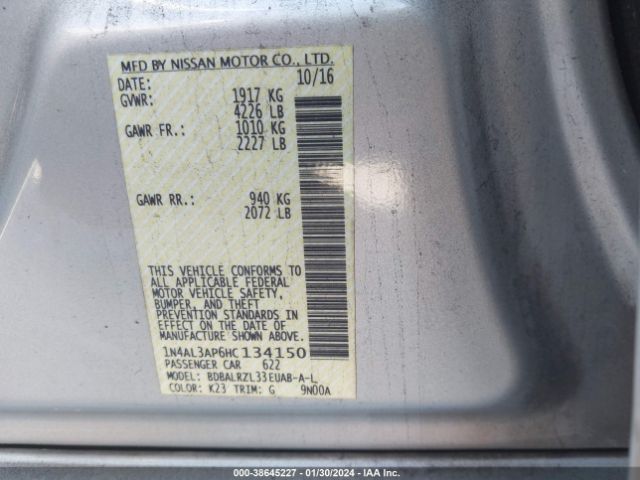 MFD BY NISSAN MOTOR CO., LTD.
DATE: 10/16
GVWR: 1917 KG
4226 LB
GAWR FR.: 1010 KG
2227 LB
GAWR RR.: 940 KG
2072 LB
THIS VEHICLE CONFORMS TO
ALL APPLICABLE FEDERAL
MOTOR VEHICLE SAFETY,
BUMPER, AND THEFT
PREVENTION STANDARDS IN
EFFECT ON THE DATE OF
MANUFACTURE SHOWN ABOVE.
1N4AL3AP6HC134150
PASSENGER CAR 622
MODEL: BDBALRZL33EUAB-A-L
COLOR: K23 TRIM: G 9N00A
000-38645227 - 01/30/2024 - IAA Inc.